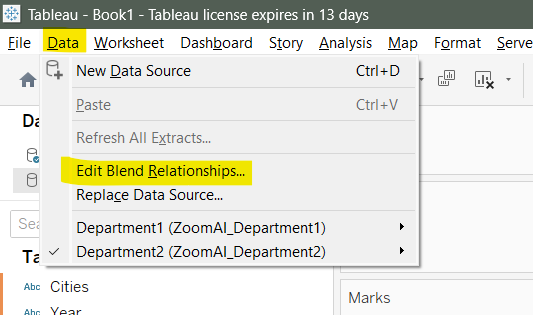 Tableau - Book1 - Tableau license expires in 13 days
File Data Worksheet Dashboard Story Analysis Map Format Serve
New Data Source Ctrl+D
Paste Ctrl+V
Refresh All Extracts...
Edit Blend Relationships...
Replace Data Source...
Department1 (ZoomAI_Department1)
Department2 (ZoomAI_Department2)
Da
Sea
Ta
Abc Cities
Abc Year
Marks